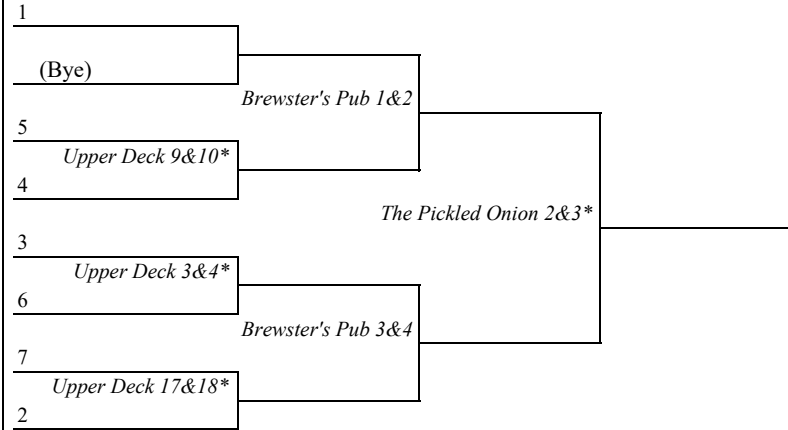 1
(Bye)
Brewster's Pub 1&2
5
Upper Deck 9&10*
4
The Pickled Onion 2&3*
3
Upper Deck 3&4*
6
Brewster's Pub 3&4
7
Upper Deck 17&18*
2